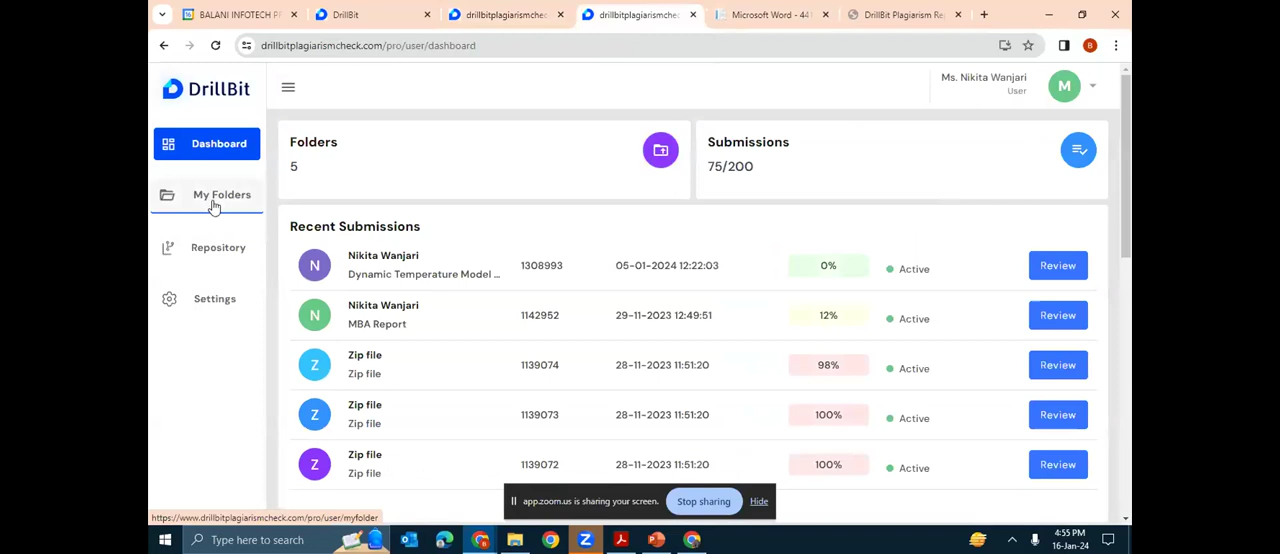 BALANI INFOTECH P
DrillBit
drillbitplagiarismche
drillbitplagiarismchec
Microsoft Word - 44
DrillBit Plagiarism Re
drillbitplagiarismcheck.com/pro/user/dashboard
B
DrillBit
Ms. Nikita Wanjari
User
M
Dashboard
My Folders
Repository
Settings
Folders
5
Submissions
75/200
Recent Submissions
N Nikita Wanjari 1308993 05-01-2024 12:22:03 0% Active Review
Dynamic Temperature Model ...
N Nikita Wanjari 1142952 29-11-2023 12:49:51 12% Active Review
MBA Report
Z Zip file 1139074 28-11-2023 11:51:20 98% Active Review
Zip file
Z Zip file 1139073 28-11-2023 11:51:20 100% Active Review
Zip file
Z Zip file 1139072 28-11-2023 11:51:20 100% Active Review
Zip file
app.zoom.us is sharing your screen. Stop sharing Hide
https://www.drillbitplagiarismcheck.com/pro/user/myfolder
Type here to search
4:55 PM
16-Jan-24